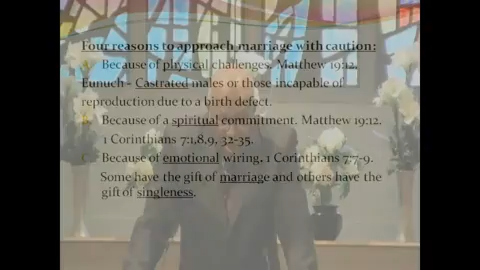 Four reasons to approach marriage with caution:
A. Because of physical challenges. Matthew 19:12.
Eunuch - Castrated males or those incapable of
reproduction due to a birth defect.
B. Because of a spiritual commitment. Matthew 19:12.
1 Corinthians 7:1,8,9, 32-35.
C. Because of emotional wiring. 1 Corinthians 7:7-9.
Some have the gift of marriage and others have the
gift of singleness.